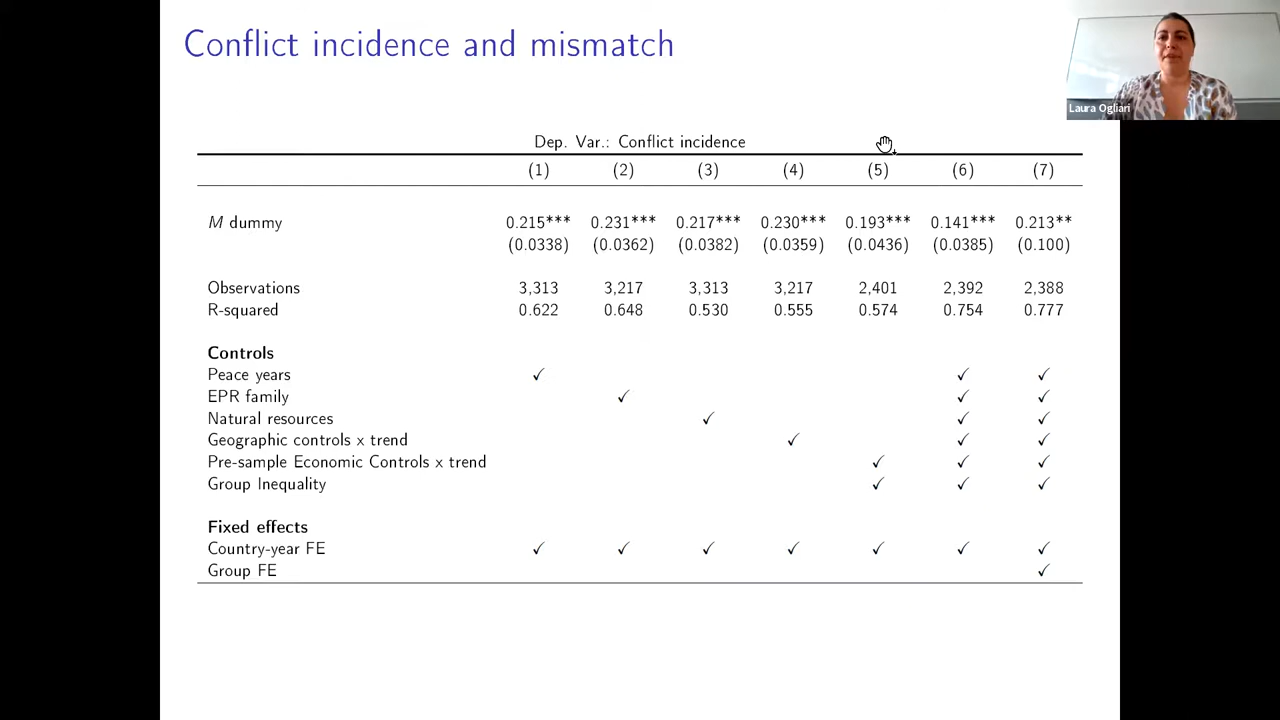 Conflict incidence and mismatch
Laura Ogliari
Dep. Var.: Conflict incidence
(1) (2) (3) (4) (5) (6) (7)
M dummy 0.215*** 0.231*** 0.217*** 0.230*** 0.193*** 0.141*** 0.213**
(0.0338) (0.0362) (0.0382) (0.0359) (0.0436) (0.0385) (0.100)
Observations 3,313 3,217 3,313 3,217 2,401 2,392 2,388
R-squared 0.622 0.648 0.530 0.555 0.574 0.754 0.777
Controls
Peace years ✓ ✓ ✓
EPR family ✓ ✓ ✓
Natural resources ✓ ✓ ✓
Geographic controls x trend ✓ ✓ ✓
Pre-sample Economic Controls x trend ✓ ✓ ✓
Group Inequality ✓ ✓ ✓
Fixed effects
Country-year FE ✓ ✓ ✓ ✓ ✓ ✓ ✓
Group FE ✓